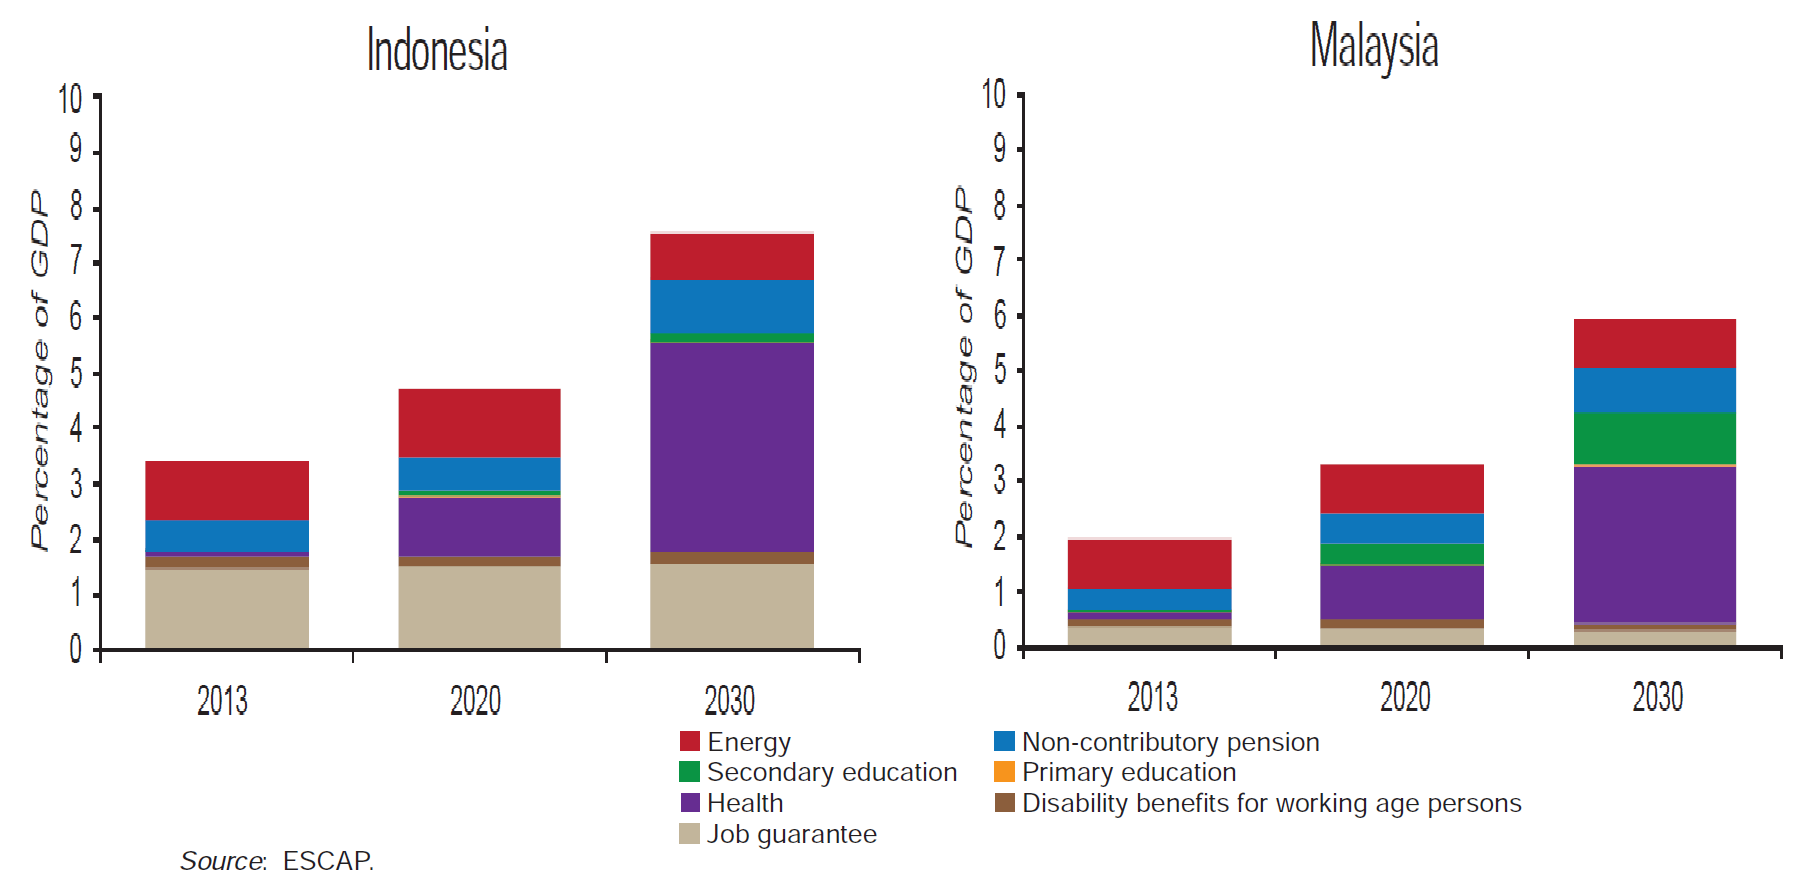 Indonesia
Percentage of GDP
10
9
8
7
6
5
4
3
2
1
0
2013
2020
2030
Malaysia
Percentage of GDP
10
9
8
7
6
5
4
3
2
1
0
2013
2020
2030
Energy
Non-contributory pension
Secondary education
Primary education
Health
Disability benefits for working age persons
Job guarantee
Source: ESCAP.